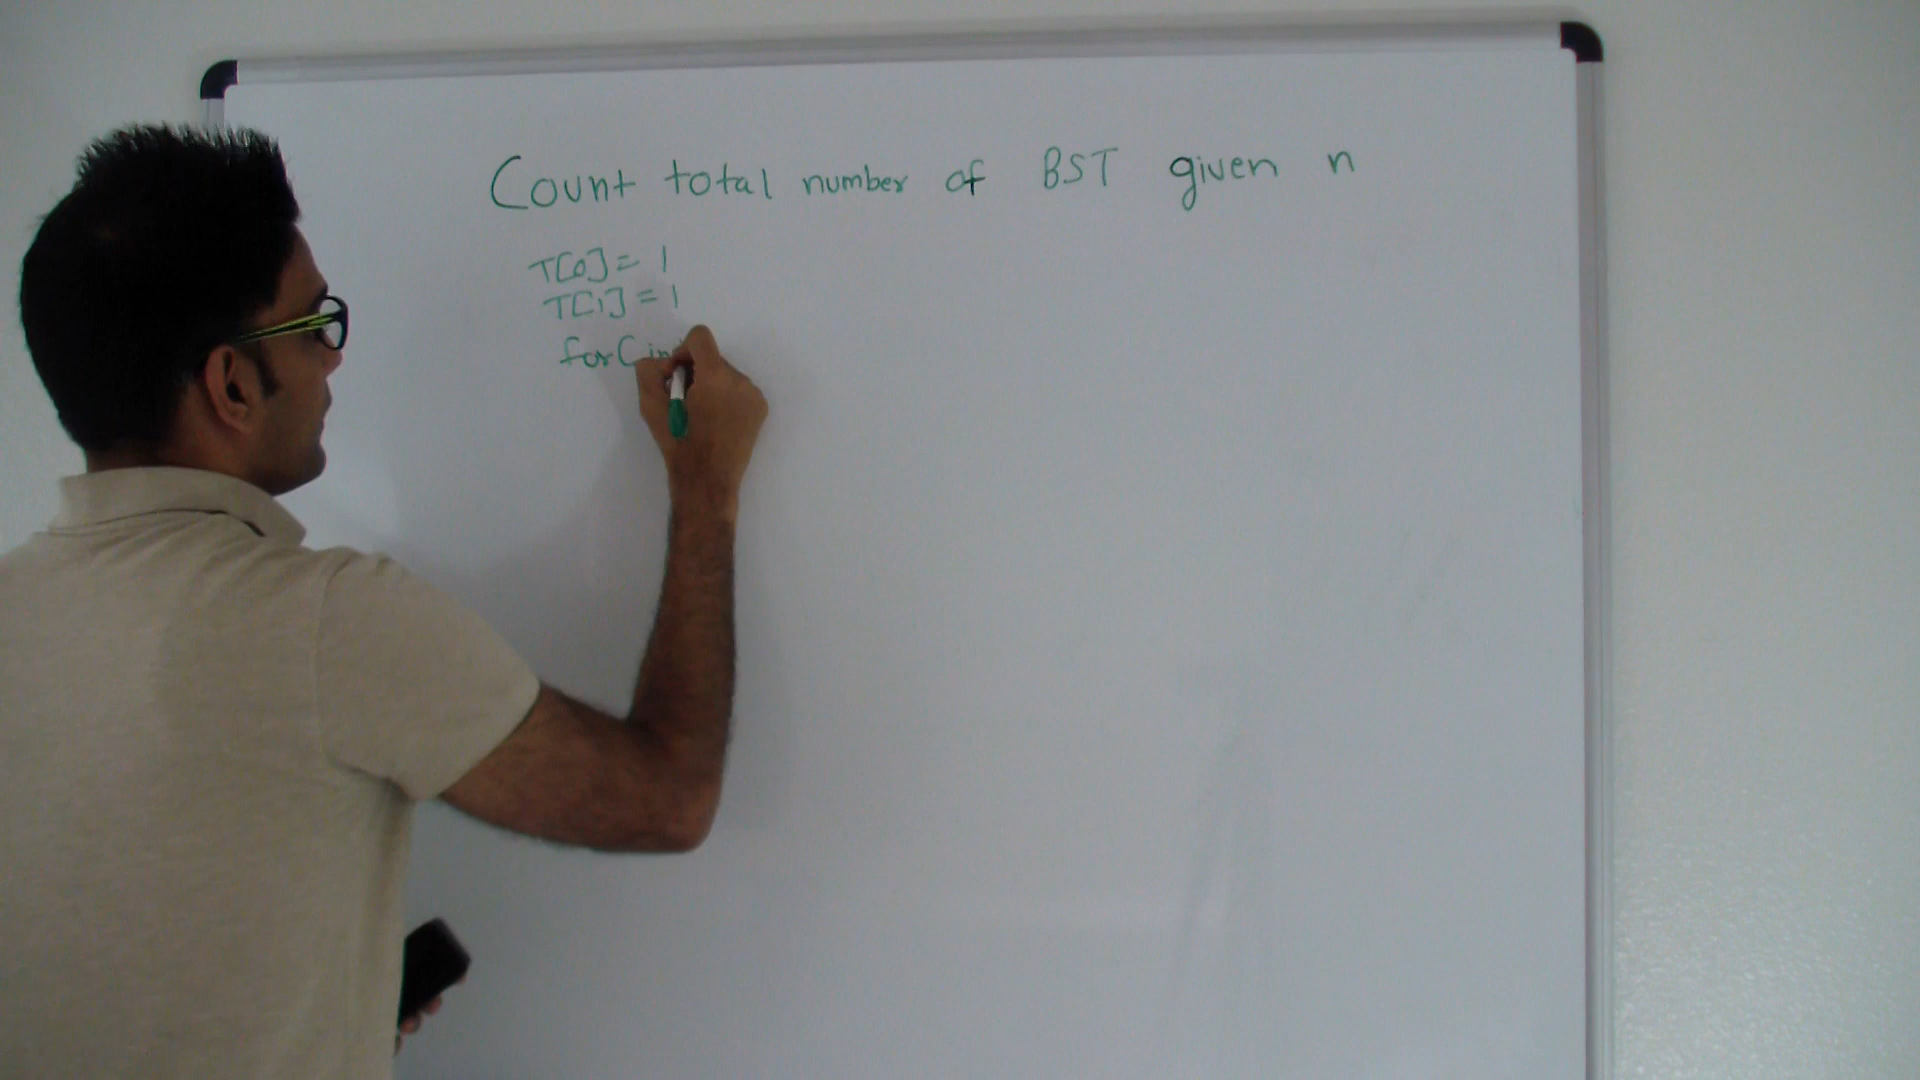 Count total number of BST given n
T[0] = 1
T[1] = 1
for(